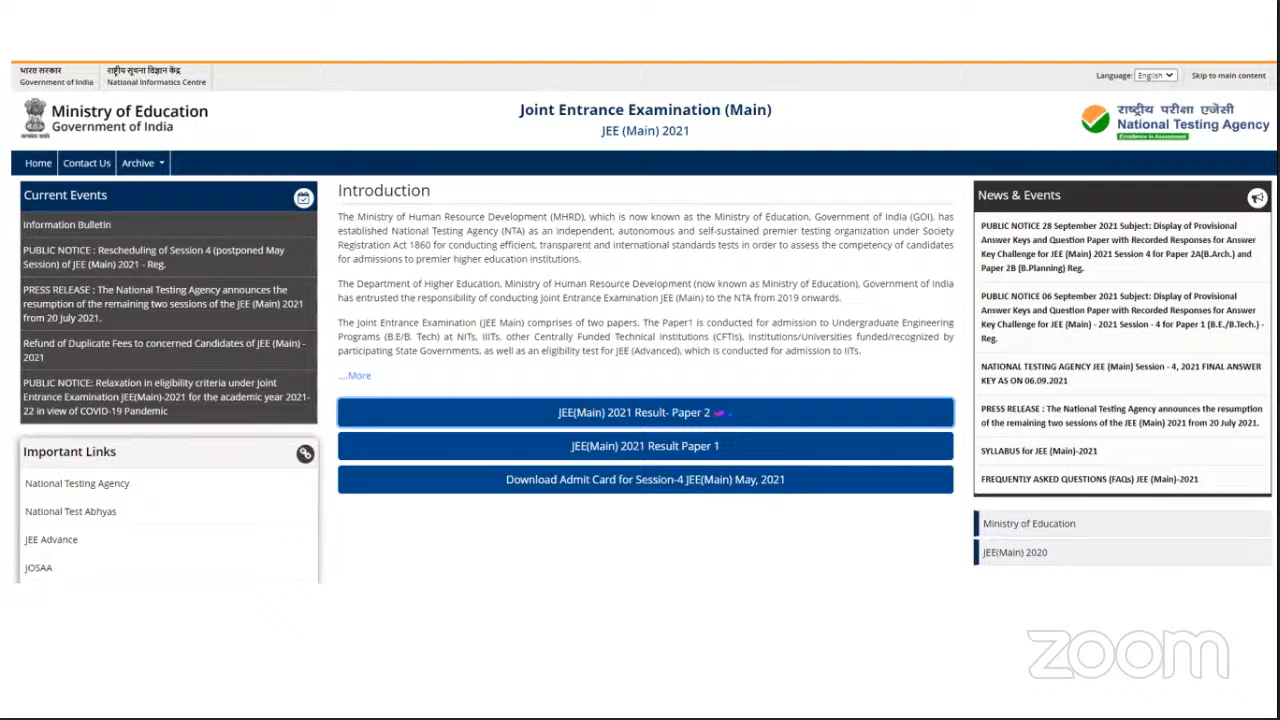 भारत सरकार
Government of India
राष्ट्रीय सूचना विज्ञान केंद्र
National Informatics Centre
Language: English
Skip to main content
Ministry of Education
Government of India
Joint Entrance Examination (Main)
JEE (Main) 2021
राष्ट्रीय परीक्षा एजेंसी
National Testing Agency
Excellence in Assessment
Home
Contact Us
Archive
Current Events
Information Bulletin
PUBLIC NOTICE : Rescheduling of Session 4 (postponed May
Session) of JEE (Main) 2021 - Reg.
PRESS RELEASE : The National Testing Agency announces the
resumption of the remaining two sessions of the JEE (Main) 2021
from 20 July 2021.
Refund of Duplicate Fees to concerned Candidates of JEE (Main) -
2021
PUBLIC NOTICE: Relaxation in eligibility criteria under Joint
Entrance Examination JEE(Main)-2021 for the academic year 2021-
22 in view of COVID-19 Pandemic
Important Links
National Testing Agency
National Test Abhyas
JEE Advance
JOSAA
Introduction
The Ministry of Human Resource Development (MHRD), which is now known as the Ministry of Education, Government of India (GOI), has
established National Testing Agency (NTA) as an independent, autonomous and self-sustained premier testing organization under Society
Registration Act 1860 for conducting efficient, transparent and international standards tests in order to assess the competency of candidates
for admissions to premier higher education institutions.
The Department of Higher Education, Ministry of Human Resource Development (now known as Ministry of Education), Government of India
has entrusted the responsibility of conducting Joint Entrance Examination JEE (Main) to the NTA from 2019 onwards.
The Joint Entrance Examination (JEE Main) comprises of two papers. The Paper1 is conducted for admission to Undergraduate Engineering
Programs (B.E/B. Tech) at NITs, IIITs, other Centrally Funded Technical Institutions (CFTIs), Institutions/Universities funded/recognized by
participating State Governments, as well as an eligibility test for JEE (Advanced), which is conducted for admission to IITs.
....More
JEE(Main) 2021 Result- Paper 2
JEE(Main) 2021 Result Paper 1
Download Admit Card for Session-4 JEE(Main) May, 2021
News & Events
PUBLIC NOTICE 28 September 2021 Subject: Display of Provisional
Answer Keys and Question Paper with Recorded Responses for Answer
Key Challenge for JEE (Main) 2021 Session 4 for Paper 2A(B.Arch.) and
Paper 2B (B.Planning) Reg.
PUBLIC NOTICE 06 September 2021 Subject: Display of Provisional
Answer Keys and Question Paper with Recorded Responses for Answer
Key Challenge for JEE (Main) - 2021 Session - 4 for Paper 1 (B.E./B.Tech.) -
Reg.
NATIONAL TESTING AGENCY JEE (Main) Session - 4, 2021 FINAL ANSWER
KEY AS ON 06.09.2021
PRESS RELEASE : The National Testing Agency announces the resumption
of the remaining two sessions of the JEE (Main) 2021 from 20 July 2021.
SYLLABUS for JEE (Main)-2021
FREQUENTLY ASKED QUESTIONS (FAQs) JEE (Main)-2021
Ministry of Education
JEE(Main) 2020
zoom